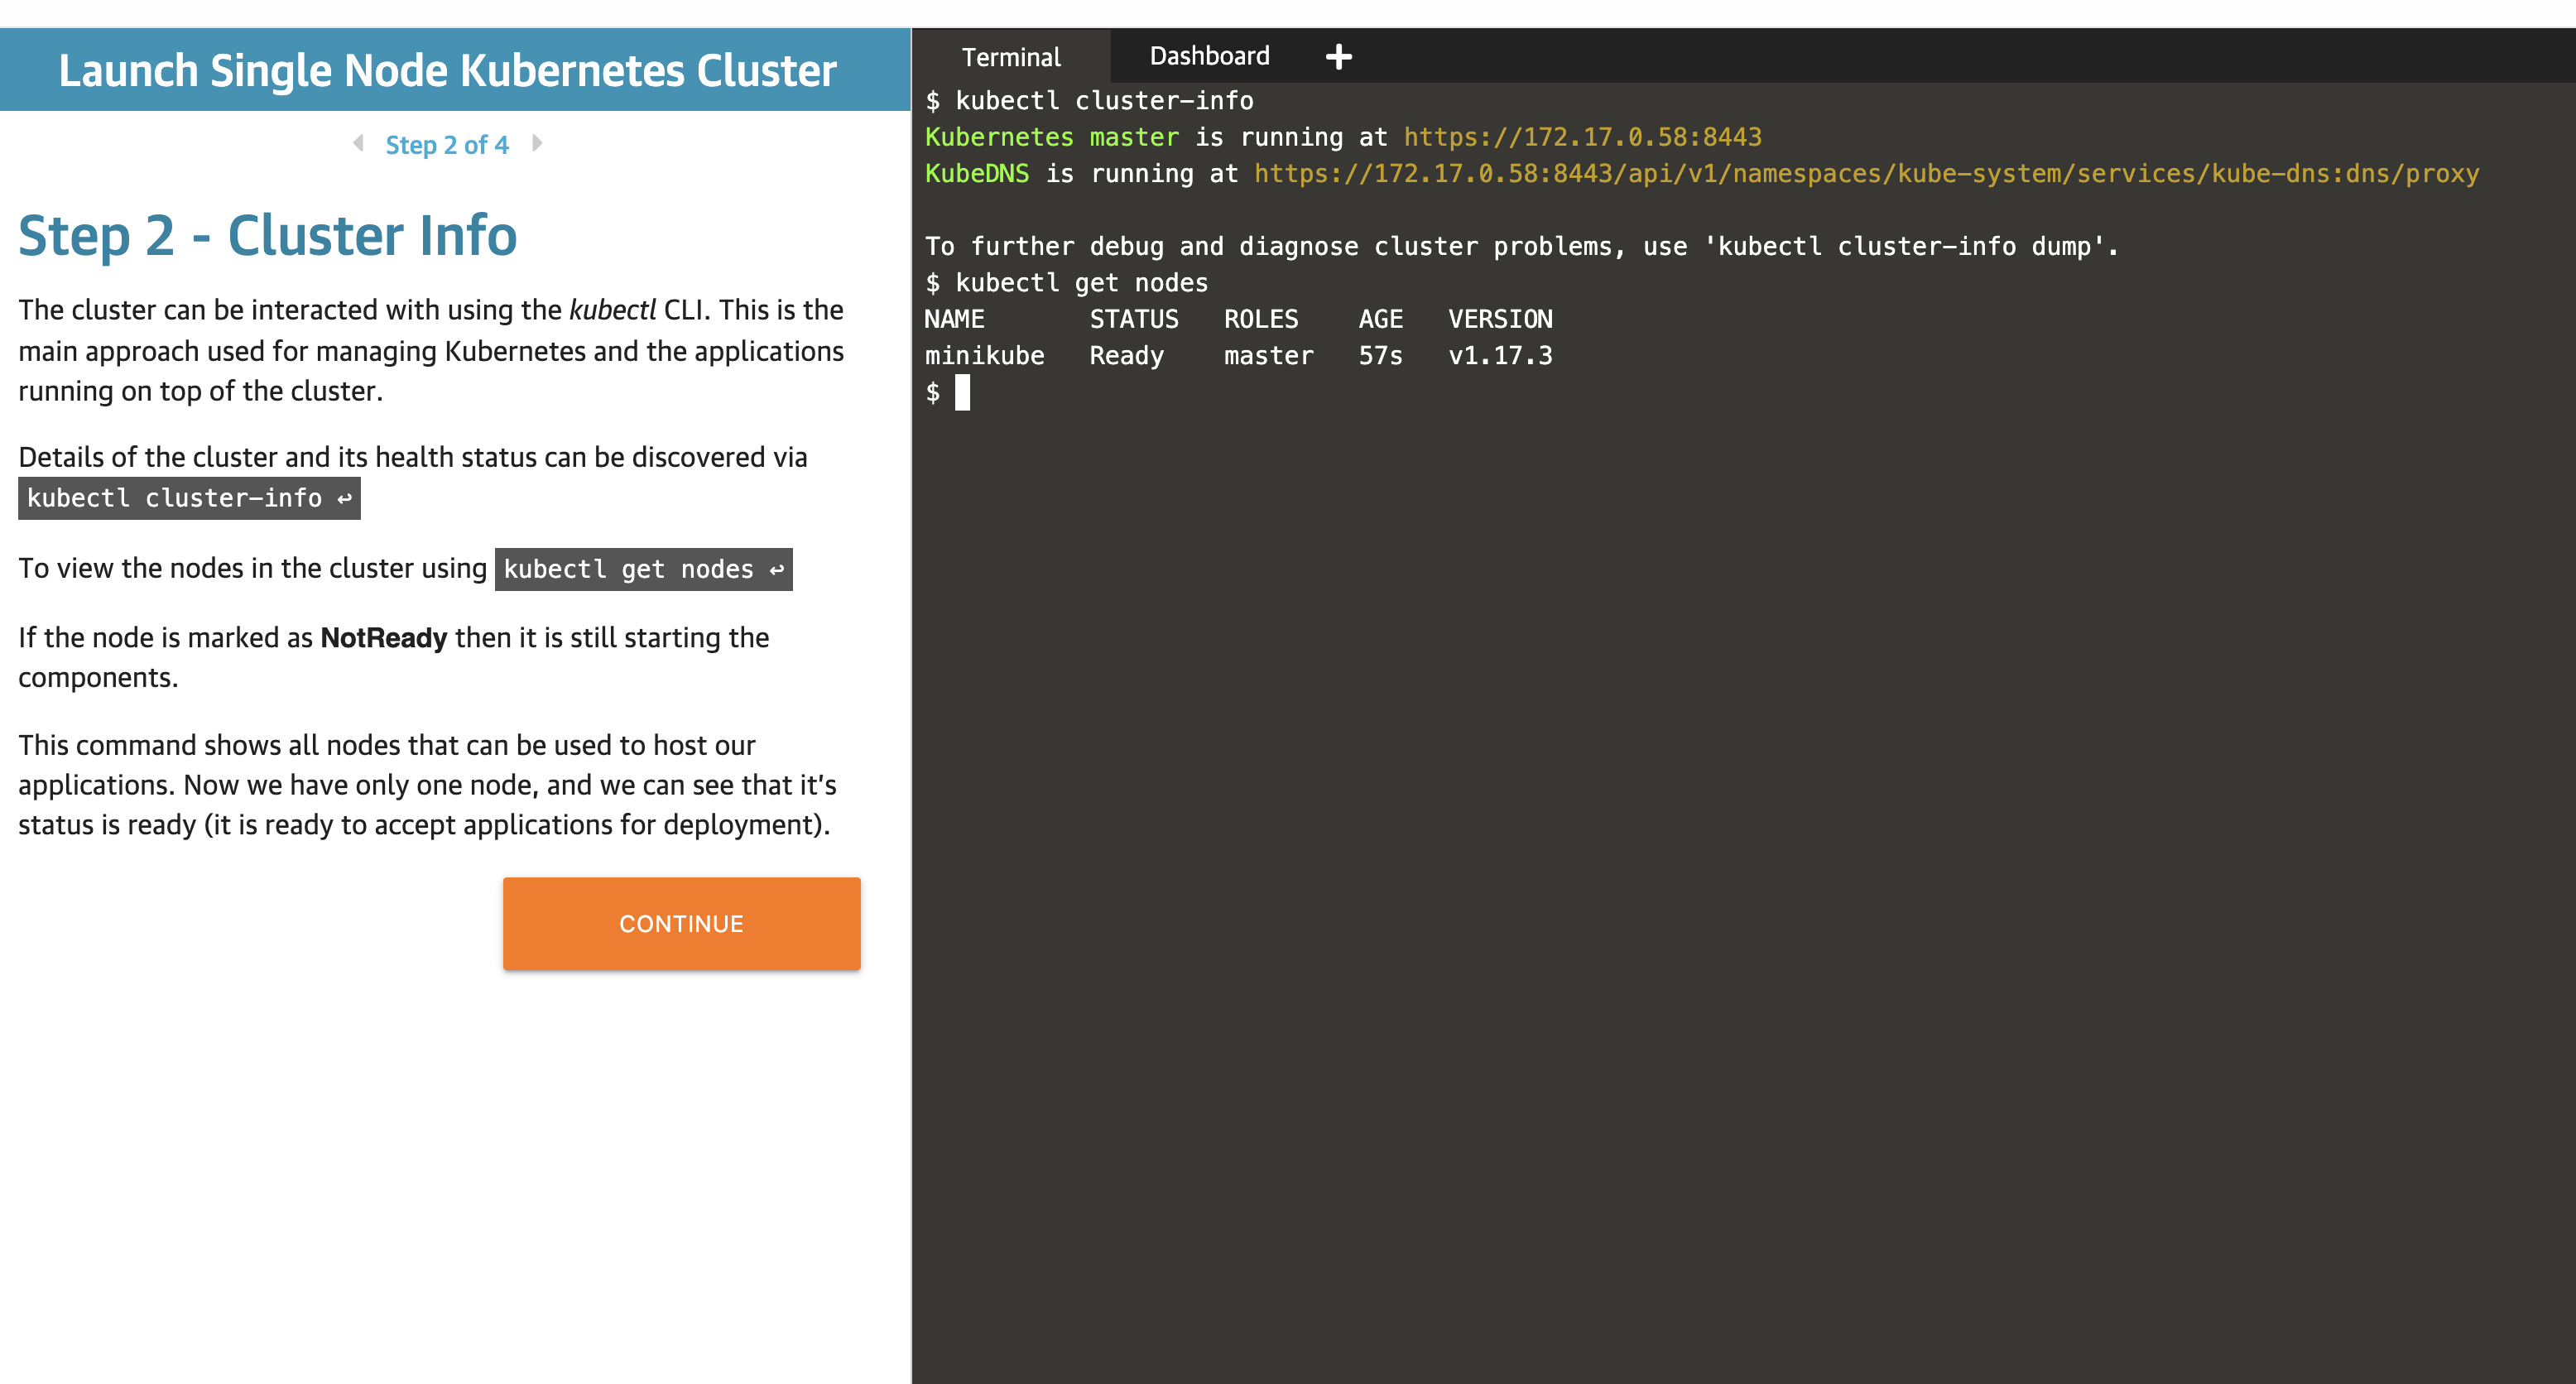 Launch Single Node Kubernetes Cluster
Step 2 of 4
Step 2 - Cluster Info
The cluster can be interacted with using the kubectl CLI. This is the
main approach used for managing Kubernetes and the applications
running on top of the cluster.
Details of the cluster and its health status can be discovered via
kubectl cluster-info ↩
To view the nodes in the cluster using kubectl get nodes ↩
If the node is marked as NotReady then it is still starting the
components.
This command shows all nodes that can be used to host our
applications. Now we have only one node, and we can see that it's
status is ready (it is ready to accept applications for deployment).
CONTINUE
Terminal Dashboard +
$ kubectl cluster-info
Kubernetes master is running at https://172.17.0.58:8443
KubeDNS is running at https://172.17.0.58:8443/api/v1/namespaces/kube-system/services/kube-dns:dns/proxy
To further debug and diagnose cluster problems, use 'kubectl cluster-info dump'.
$ kubectl get nodes
NAME STATUS ROLES AGE VERSION
minikube Ready master 57s v1.17.3
$